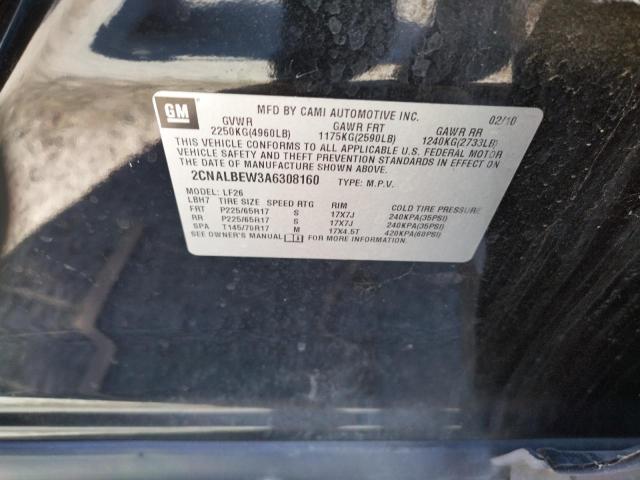 GM
MFD BY CAMI AUTOMOTIVE INC. 02/10
GVWR GAWR FRT GAWR RR
2250KG(4960LB) 1175KG(2590LB) 1240KG(2733LB)
THIS VEHICLE CONFORMS TO ALL APPLICABLE U.S. FEDERAL MOTOR
VEHICLE SAFETY AND THEFT PREVENTION STANDARDS IN EFFECT ON
THE DATE OF MANUFACTURE SHOWN ABOVE.
2CNALBEW3A6308160 TYPE: M.P.V.
MODEL: LF26
LBH7 TIRE SIZE SPEED RTG RIM COLD TIRE PRESSURE
FRT P225/65R17 S 17X7J 240KPA(35PSI)
RR P225/65R17 S 17X7J 240KPA(35PSI)
SPA T145/70R17 M 17X4.5T 420KPA(60PSI)
SEE OWNER'S MANUAL FOR MORE INFORMATION.